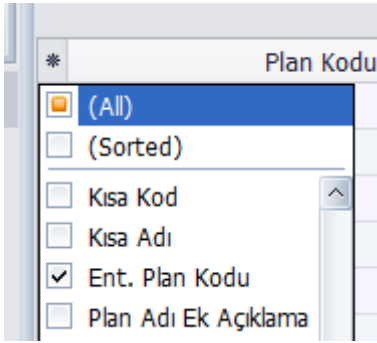 Plan Kodu
(All)
(Sorted)
Kısa Kod
Kısa Adı
Ent. Plan Kodu
Plan Adı Ek Açıklama